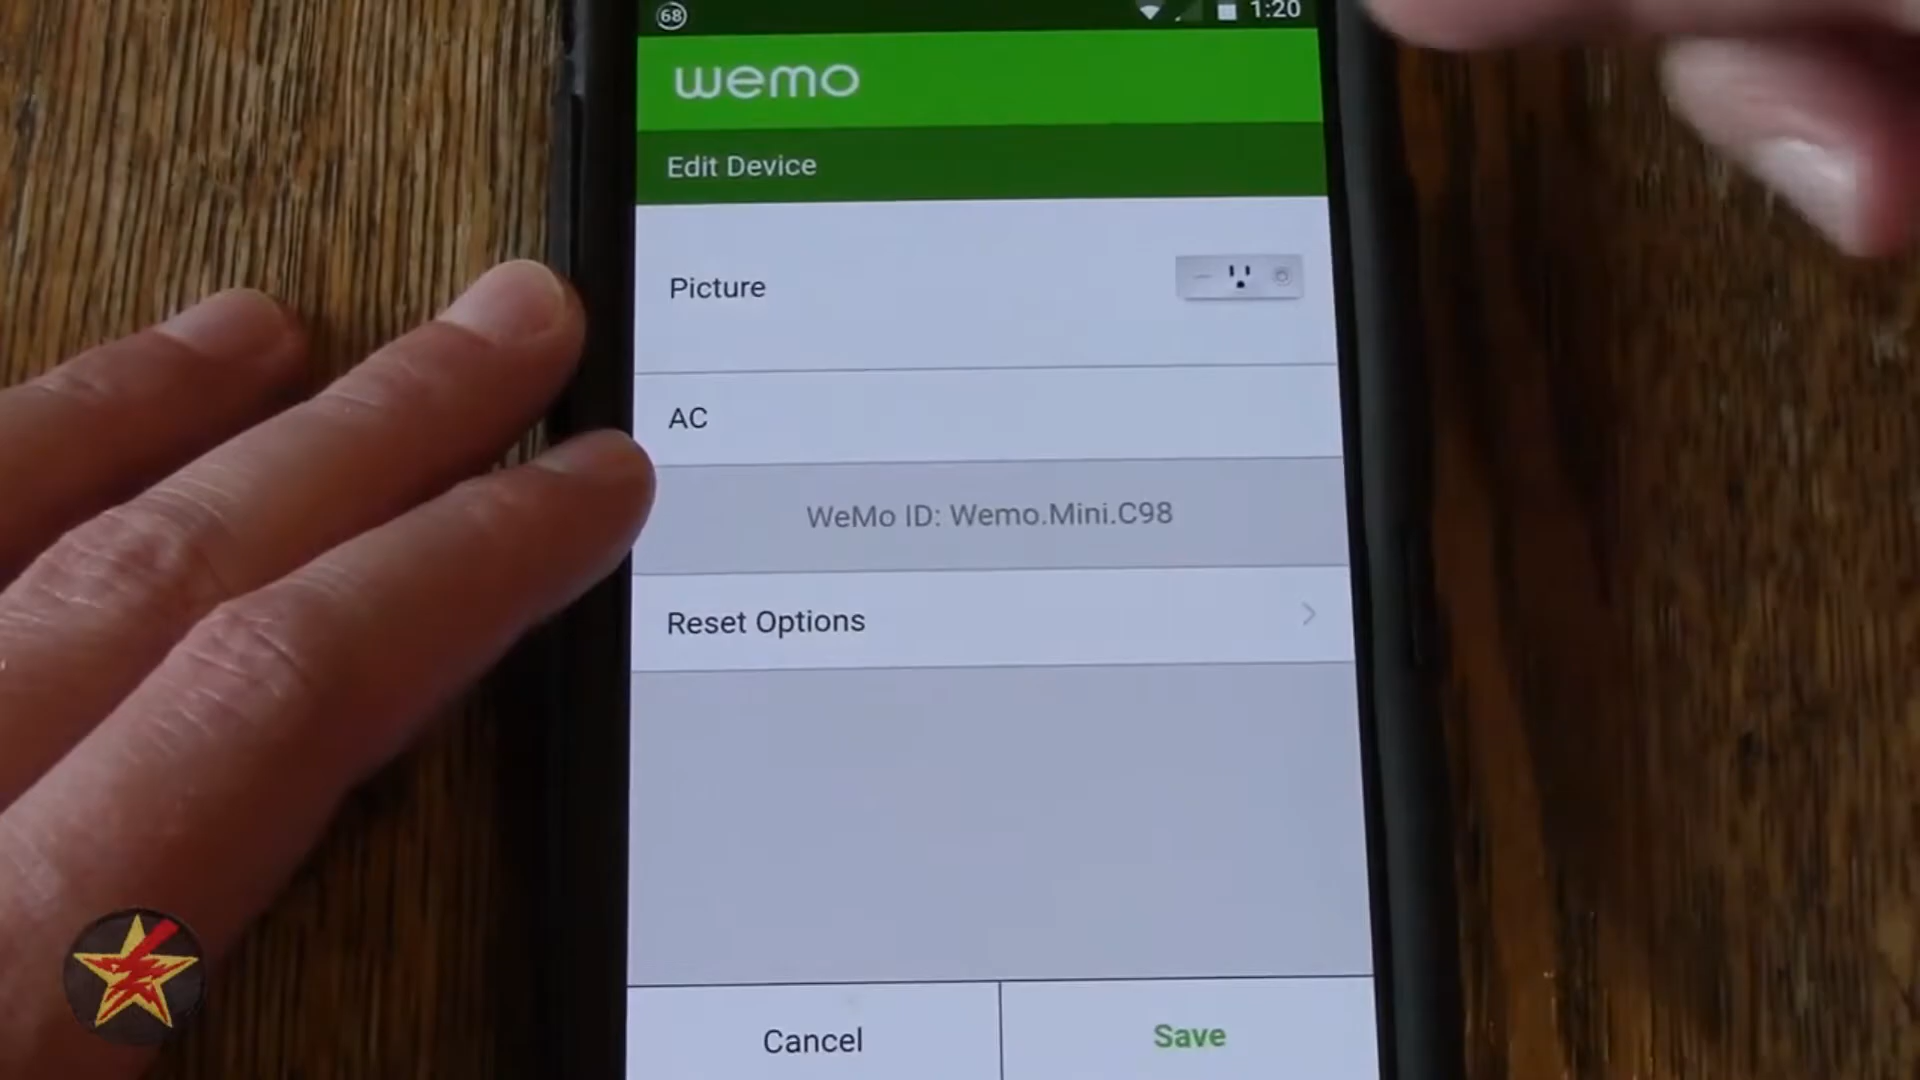 68 1:20
wemo
Edit Device
Picture
AC
WeMo ID: Wemo.Mini.C98
Reset Options
Cancel Save